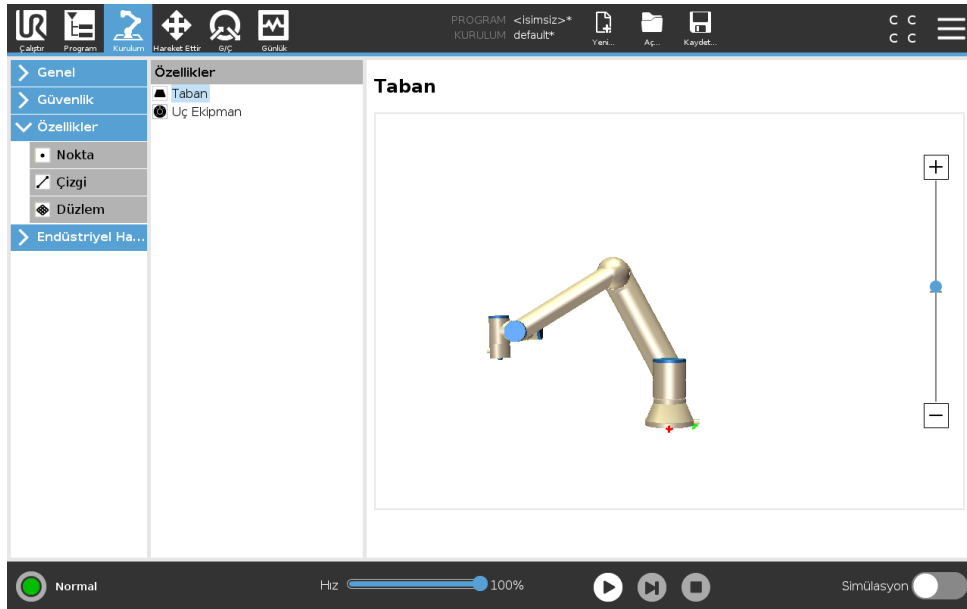 PROGRAM <isimsiz>*
KURULUM default*
C C
C C
Çalıştır Program Kurulum Hareket Ettir G/Ç Günlük
Yeni... Aç... Kaydet...
Genel
Güvenlik
Özellikler
Nokta
Çizgi
Düzlem
Endüstriyel Ha...
Özellikler
Taban
Uç Ekipman
Taban
Normal
Hız 100%
Simülasyon